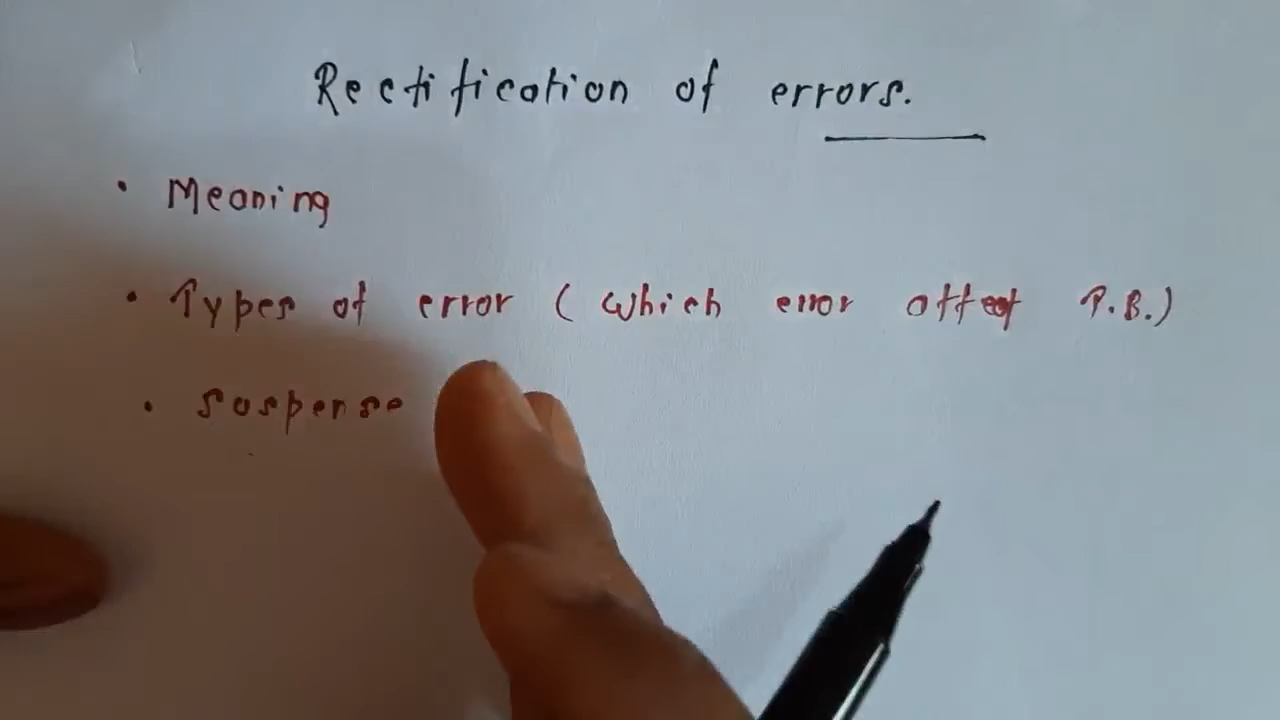 Rectification of errors.
• Meaning
• Types of error (which error affect T.B.)
• Suspense